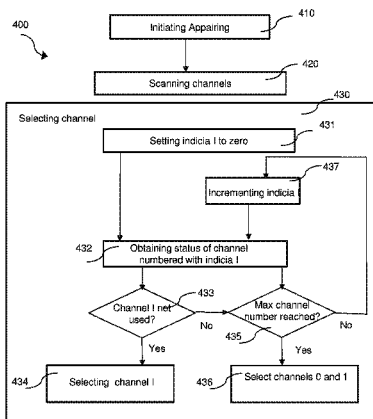 400
Initiating Appairing
410
Scanning channels
420
430
Selecting channel
431
Setting indicia I to zero
437
Incrementing indicia I
432
Obtaining status of channel
numbered with indicia I
433
Channel I not
used?
No
Max channel
number reached?
435
No
Yes
Yes
434
Selecting channel I
436
Select channels 0 and 1